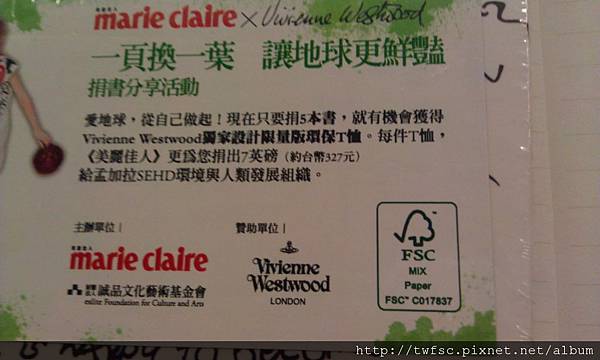 marie claire × Vivienne Westwood
一頁換一葉 讓地球更鮮豔
捐書分享活動
愛地球，從自己做起！現在只要捐5本書，就有機會獲得
Vivienne Westwood獨家設計限量版環保T恤。每件T恤，
《美麗佳人》更為您捐出7英磅（約台幣327元）
給孟加拉SEHD環境與人類發展組織。
主辦單位 |
marie claire
財團法人 誠品文化藝術基金會
eslite Foundation for Culture and Arts
贊助單位 |
Vivienne
Westwood
LONDON
FSC
MIX
Paper
FSC™ C017837
http://twfsc.pixnet.net/album